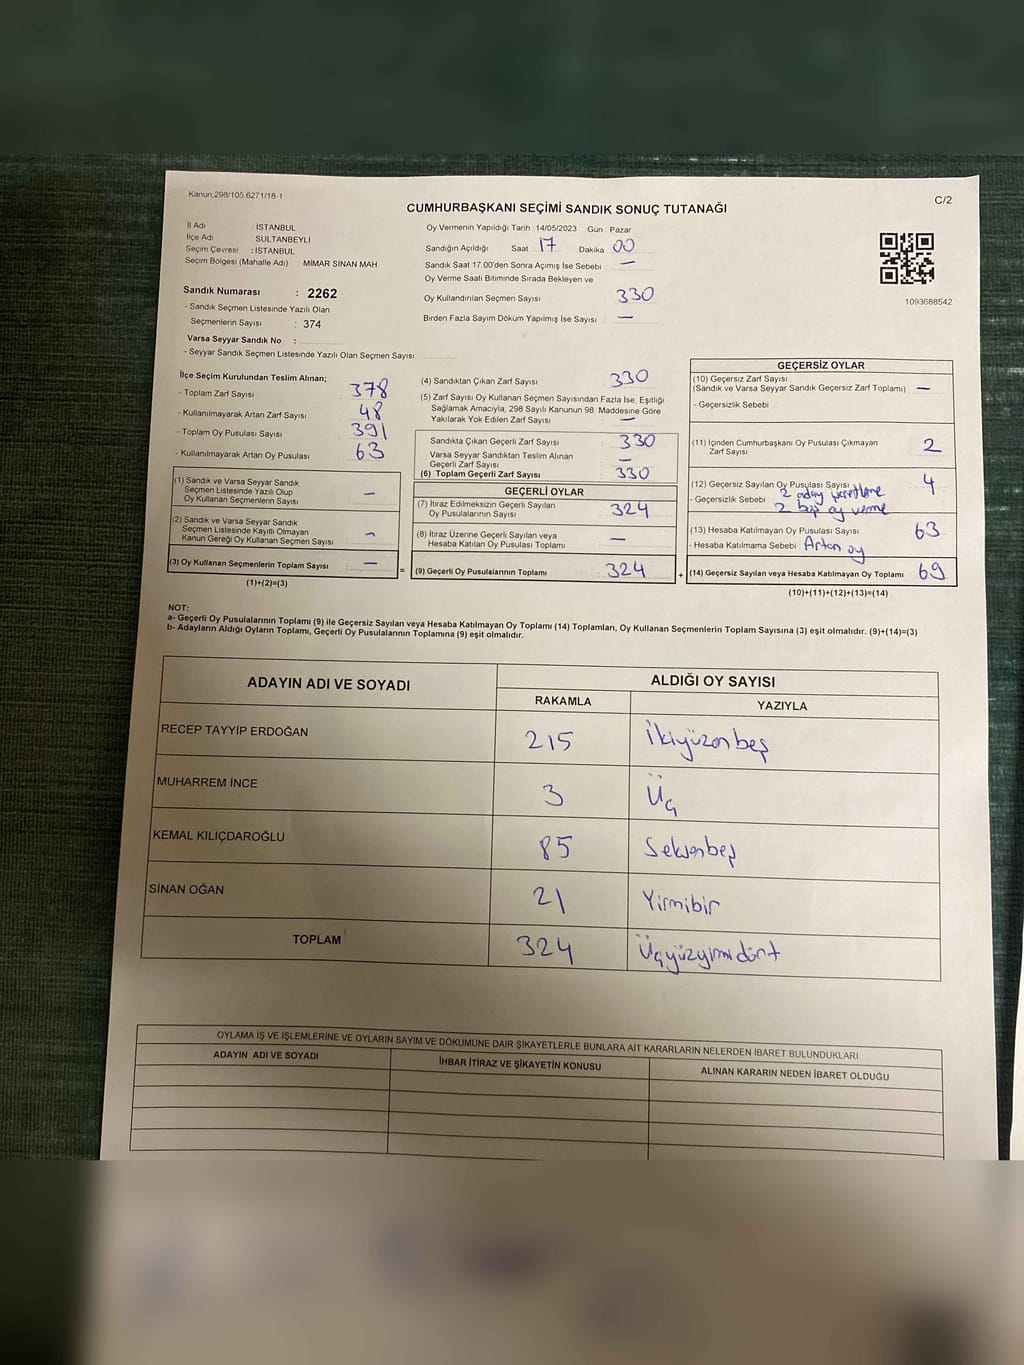 Kanun 298/105 6271/18-1
C/2
CUMHURBAŞKANI SEÇİMİ SANDIK SONUÇ TUTANAĞI
İl Adı : İSTANBUL
İlçe Adı : SULTANBEYLİ
Seçim Çevresi : İSTANBUL
Seçim Bölgesi (Mahalle Adı) : MİMAR SİNAN MAH
Sandık Numarası : 2262
- Sandık Seçmen Listesinde Yazılı Olan
Seçmenlerin Sayısı : 374
Varsa Seyyar Sandık No :
- Seyyar Sandık Seçmen Listesinde Yazılı Olan Seçmen Sayısı:
Oy Vermenin Yapıldığı Tarih : 14/05/2023 Gün : Pazar
Sandığın Açıldığı Saat 17 Dakika 00
Sandık Saat 17.00'den Sonra Açımış İse Sebebi : —
Oy Verme Saati Bitiminde Sırada Bekleyen ve
Oy Kullandırılan Seçmen Sayısı : 330
Birden Fazla Sayım Döküm Yapılmış İse Sayısı : —
1093688542
İlçe Seçim Kurulundan Teslim Alınan;
- Toplam Zarf Sayısı : 378
- Kullanılmayarak Artan Zarf Sayısı : 48
- Toplam Oy Pusulası Sayısı : 391
- Kullanılmayarak Artan Oy Pusulası : 63
(1) Sandık ve Varsa Seyyar Sandık
Seçmen Listesinde Yazılı Olup
Oy Kullanan Seçmenlerin Sayısı : —
(2) Sandık ve Varsa Seyyar Sandık
Seçmen Listesinde Kayıtlı Olmayan
Kanun Gereği Oy Kullanan Seçmen Sayısı : —
(3) Oy Kullanan Seçmenlerin Toplam Sayısı : —
(1)+(2)=(3)
=
(4) Sandıktan Çıkan Zarf Sayısı : 330
(5) Zarf Sayısı Oy Kullanan Seçmen Sayısından Fazla İse, Eşitliği
Sağlamak Amacıyla, 298 Sayılı Kanunun 98. Maddesine Göre
Yakılarak Yok Edilen Zarf Sayısı : —
Sandıkta Çıkan Geçerli Zarf Sayısı : 330
Varsa Seyyar Sandıktan Teslim Alınan
Geçerli Zarf Sayısı : —
(6) Toplam Geçerli Zarf Sayısı : 330
GEÇERLİ OYLAR
(7) İtiraz Edilmeksizin Geçerli Sayılan
Oy Pusulalarının Sayısı : 324
(8) İtiraz Üzerine Geçerli Sayılan veya
Hesaba Katılan Oy Pusulası Toplamı : —
(9) Geçerli Oy Pusulalarının Toplamı : 324
+
GEÇERSİZ OYLAR
(10) Geçersiz Zarf Sayısı
(Sandık ve Varsa Seyyar Sandık Geçersiz Zarf Toplamı) : —
- Geçersizlik Sebebi :
(11) İçinden Cumhurbaşkanı Oy Pusulası Çıkmayan
Zarf Sayısı : 2
(12) Geçersiz Sayılan Oy Pusulası Sayısı : 4
- Geçersizlik Sebebi : 2 aday işaretleme
2 boş oy verme
(13) Hesaba Katılmayan Oy Pusulası Sayısı : 63
- Hesaba Katılmama Sebebi : Artan oy
(14) Geçersiz Sayılan veya Hesaba Katılmayan Oy Toplamı : 69
(10)+(11)+(12)+(13)=(14)
NOT:
a- Geçerli Oy Pusulalarının Toplamı (9) ile Geçersiz Sayılan veya Hesaba Katılmayan Oy Toplamı (14) Toplamları, Oy Kullanan Seçmenlerin Toplam Sayısına (3) eşit olmalıdır. (9)+(14)=(3)
b- Adayların Aldığı Oyların Toplamı, Geçerli Oy Pusulalarının Toplamına (9) eşit olmalıdır.
ADAYIN ADI VE SOYADI ALDIĞI OY SAYISI
RAKAMLA YAZIYLA
RECEP TAYYİP ERDOĞAN 215 İkiyüzonbeş
MUHARREM İNCE 3 Üç
KEMAL KILIÇDAROĞLU 85 Seksenbeş
SİNAN OĞAN 21 Yirmibir
TOPLAM 324 Üçyüzyirmidört
OYLAMA İŞ VE İŞLEMLERİNE VE OYLARIN SAYIM VE DÖKÜMÜNE DAİR ŞİKAYETLERLE BUNLARA AİT KARARLARIN NELERDEN İBARET BULUNDUKLARI
ADAYIN ADI VE SOYADI İHBAR İTİRAZ VE ŞİKAYETİN KONUSU ALINAN KARARIN NEDEN İBARET OLDUĞU